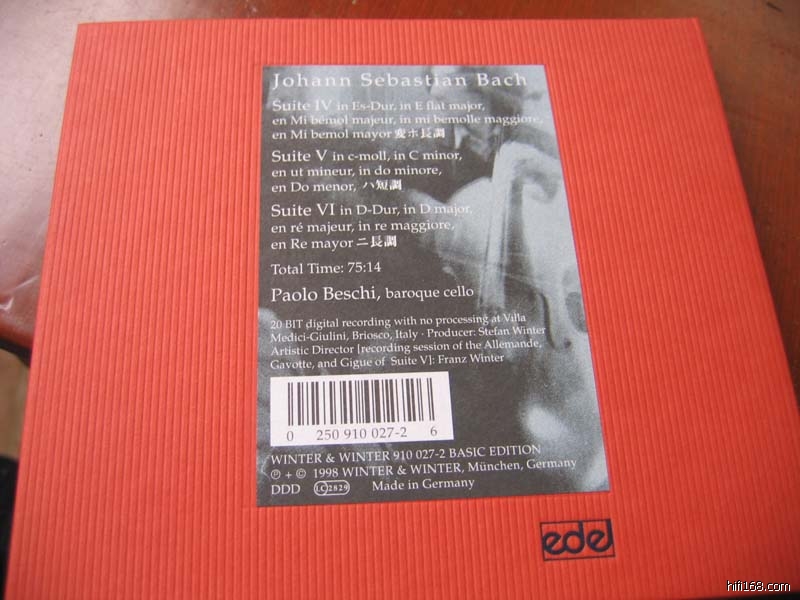 Johann Sebastian Bach
Suite IV in Es-Dur, in E flat major,
en Mi bémol majeur, in mi bemolle maggiore,
en Mi bemol mayor 変ホ長調
Suite V in c-moll, in C minor,
en ut mineur, in do minore,
en Do menor, ハ短調
Suite VI in D-Dur, in D major,
en ré majeur, in re maggiore,
en Re mayor ニ長調
Total Time: 75:14
Paolo Beschi, baroque cello
20 BIT digital recording with no processing at Villa
Medici-Giulini, Briosco, Italy · Producer: Stefan Winter
Artistic Director [recording session of the Allemande,
Gavotte, and Gigue of Suite V]: Franz Winter
0 250 910 027-2 6
WINTER & WINTER 910 027-2 BASIC EDITION
℗ + © 1998 WINTER & WINTER, München, Germany
DDD LC 2829 Made in Germany
edel
hifi168.com